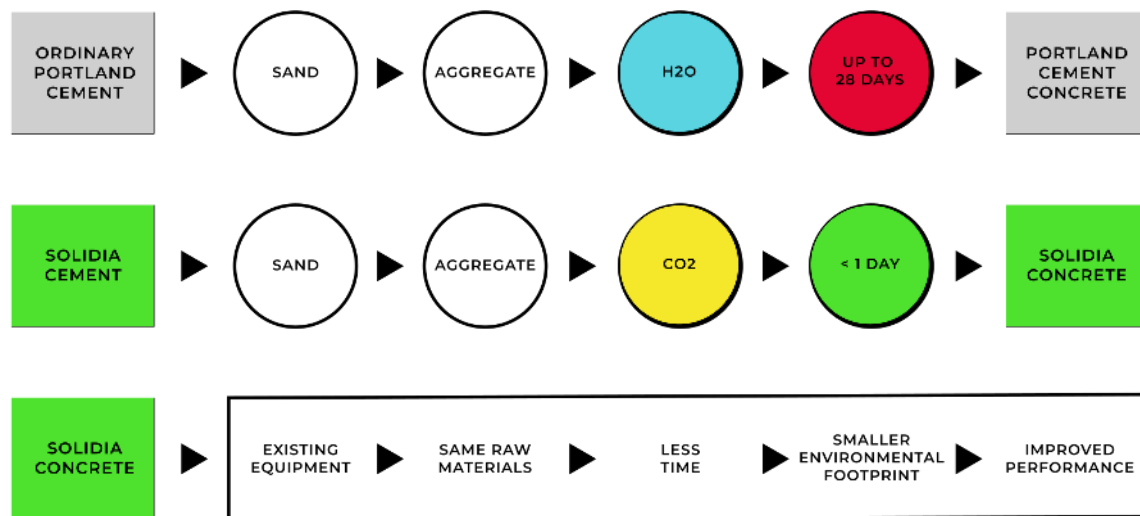 ORDINARY
PORTLAND
CEMENT
SAND
AGGREGATE
H2O
UP TO
28 DAYS
PORTLAND
CEMENT
CONCRETE
SOLIDIA
CEMENT
SAND
AGGREGATE
CO2
< 1 DAY
SOLIDIA
CONCRETE
SOLIDIA
CONCRETE
EXISTING
EQUIPMENT
SAME RAW
MATERIALS
LESS
TIME
SMALLER
ENVIRONMENTAL
FOOTPRINT
IMPROVED
PERFORMANCE